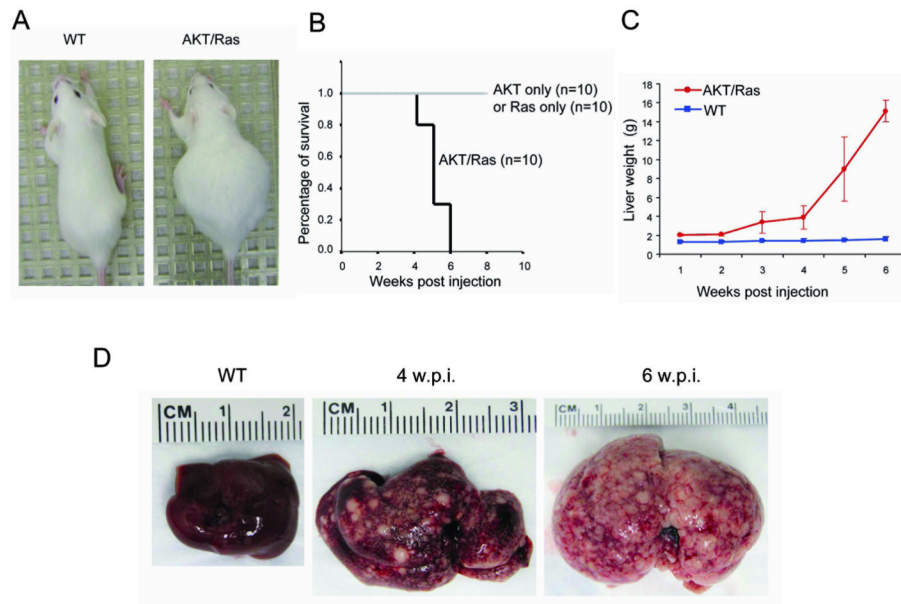 A
WT
AKT/Ras
B
Percentage of survival
1.0
0.8
0.6
0.4
0.2
0.0
AKT only (n=10)
or Ras only (n=10)
AKT/Ras (n=10)
0 2 4 6 8 10
Weeks post injection
C
Liver weight (g)
18
16
14
12
10
8
6
4
2
0
AKT/Ras
WT
1 2 3 4 5 6
Weeks post injection
D
WT
4 w.p.i.
6 w.p.i.
CM 1 2
CM 1 2 3
CM 1 2 3 4